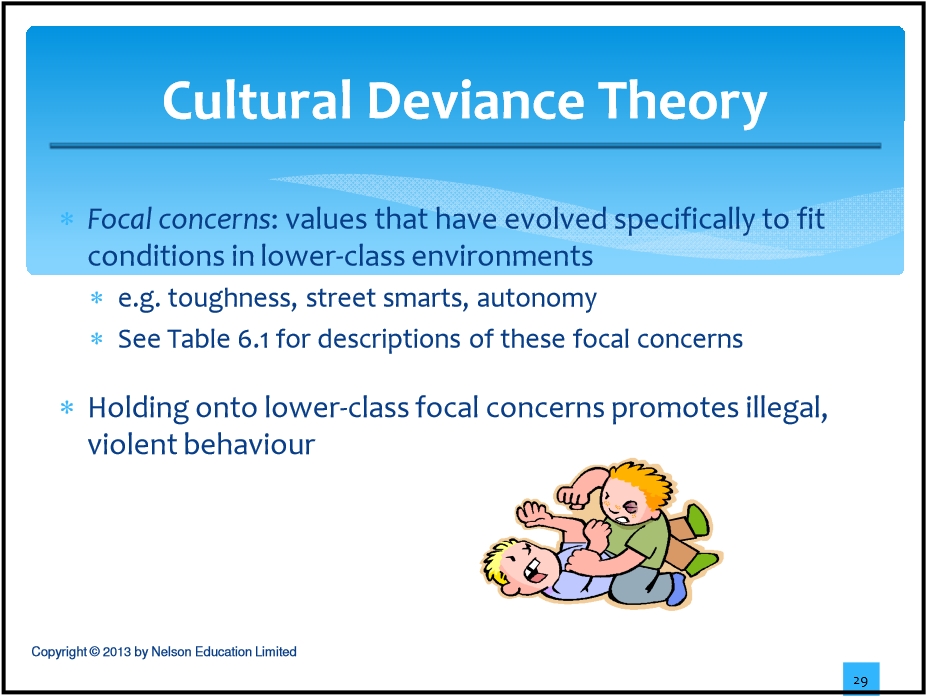 Cultural Deviance Theory
* Focal concerns: values that have evolved specifically to fit
conditions in lower-class environments
* e.g. toughness, street smarts, autonomy
* See Table 6.1 for descriptions of these focal concerns
* Holding onto lower-class focal concerns promotes illegal,
violent behaviour
Copyright © 2013 by Nelson Education Limited
29